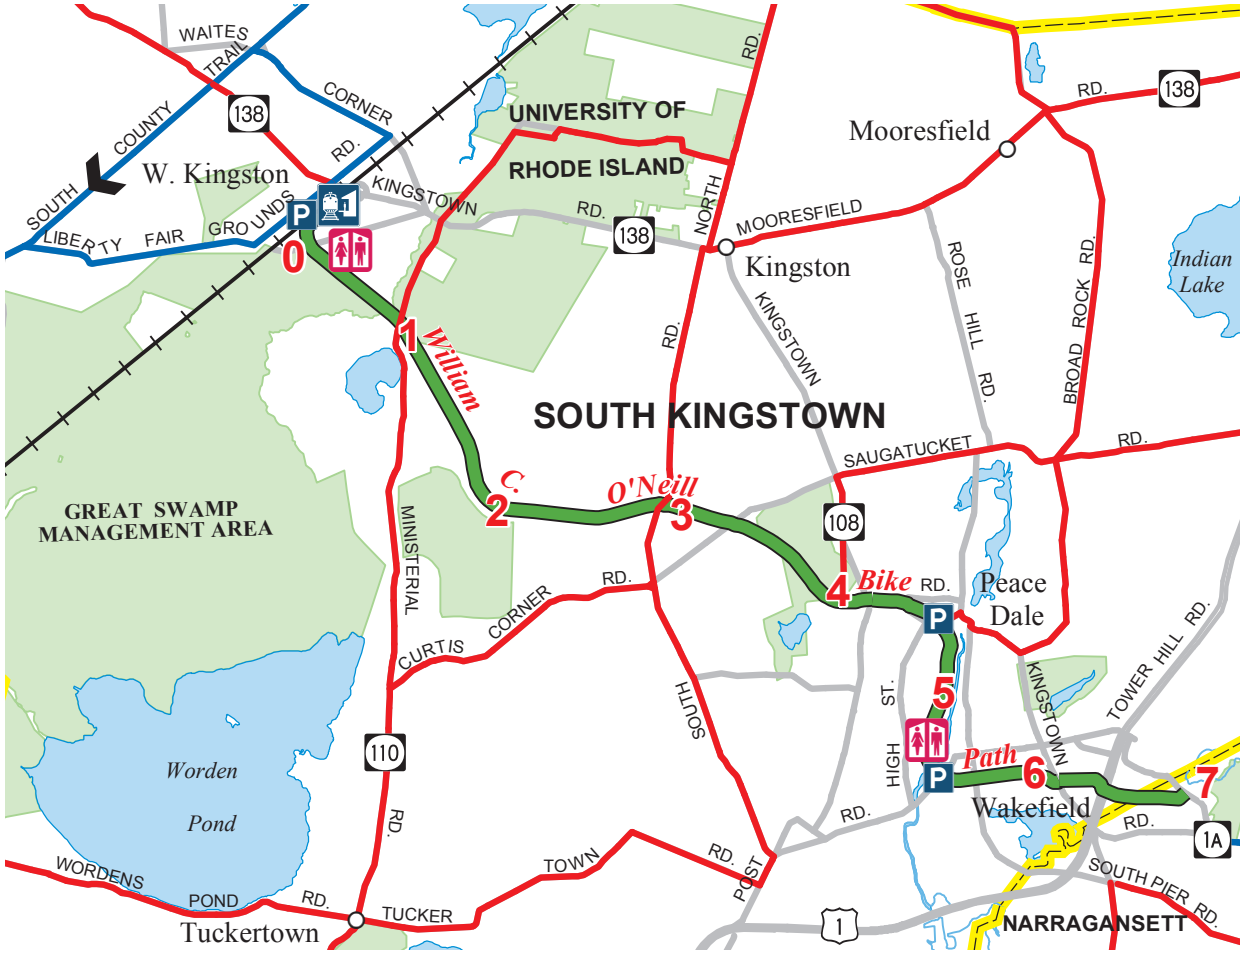 WAITES
TRAIL
COUNTY
SOUTH
CORNER
RD.
138
W. Kingston
P
LIBERTY FAIR GROUNDS
KINGSTOWN
RD.
138
0
UNIVERSITY OF
RHODE ISLAND
RD.
NORTH
RD.
138
Mooresfield
MOORESFIELD
Kingston
KINGSTOWN
ROSE HILL RD.
BROAD ROCK RD.
Indian
Lake
1
William
RD.
SOUTH KINGSTOWN
SAUGATUCKET
RD.
C.
2
O'Neill
3
GREAT SWAMP
MANAGEMENT AREA
MINISTERIAL
108
4
Bike
RD.
P
Peace
Dale
CURTIS CORNER RD.
SOUTH
ST.
HIGH
5
KINGSTOWN
TOWER HILL RD.
110
RD.
Worden
Pond
P
Path
6
7
Wakefield
RD.
RD.
1A
WORDENS
POND
RD.
TUCKER
TOWN
RD.
POST
Tuckertown
1
SOUTH PIER RD.
NARRAGANSETT